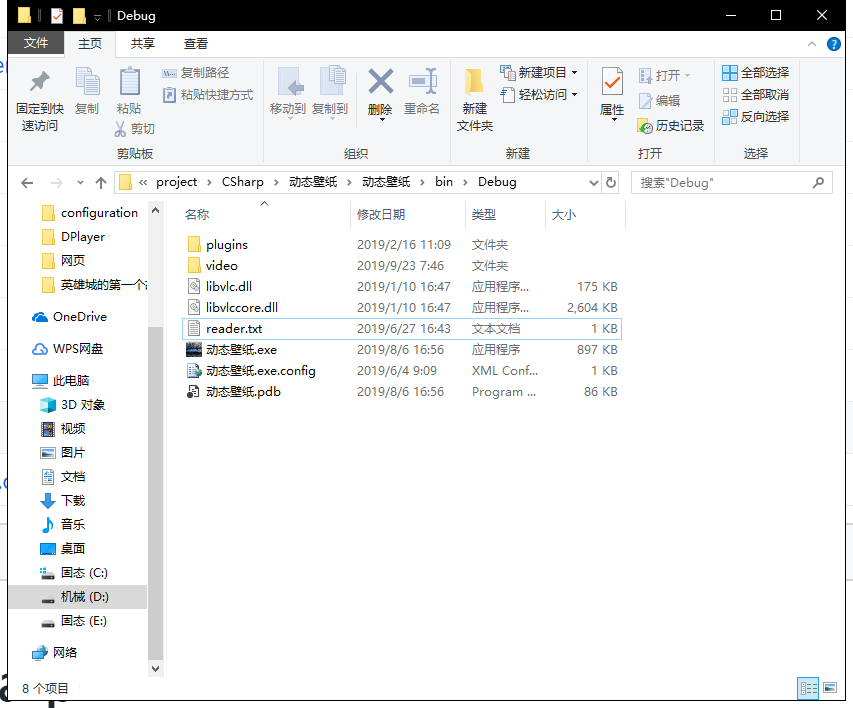 Debug
文件 主页 共享 查看
固定到快速访问
复制
粘贴
复制路径
粘贴快捷方式
剪切
剪贴板
移动到
复制到
删除
重命名
组织
新建文件夹
新建项目
轻松访问
新建
属性
打开
编辑
历史记录
打开
全部选择
全部取消
反向选择
选择
« project › CSharp › 动态壁纸 › 动态壁纸 › bin › Debug
搜索"Debug"
configuration
DPlayer
网页
英雄城的第一个
OneDrive
WPS网盘
此电脑
3D 对象
视频
图片
文档
下载
音乐
桌面
固态 (C:)
机械 (D:)
固态 (E:)
网络
名称 修改日期 类型 大小
plugins 2019/2/16 11:09 文件夹
video 2019/9/23 7:46 文件夹
libvlc.dll 2019/1/10 16:47 应用程序... 175 KB
libvlccore.dll 2019/1/10 16:47 应用程序... 2,604 KB
reader.txt 2019/6/27 16:43 文本文档 1 KB
动态壁纸.exe 2019/8/6 16:56 应用程序 897 KB
动态壁纸.exe.config 2019/6/4 9:09 XML Conf... 1 KB
动态壁纸.pdb 2019/8/6 16:56 Program ... 86 KB
8 个项目